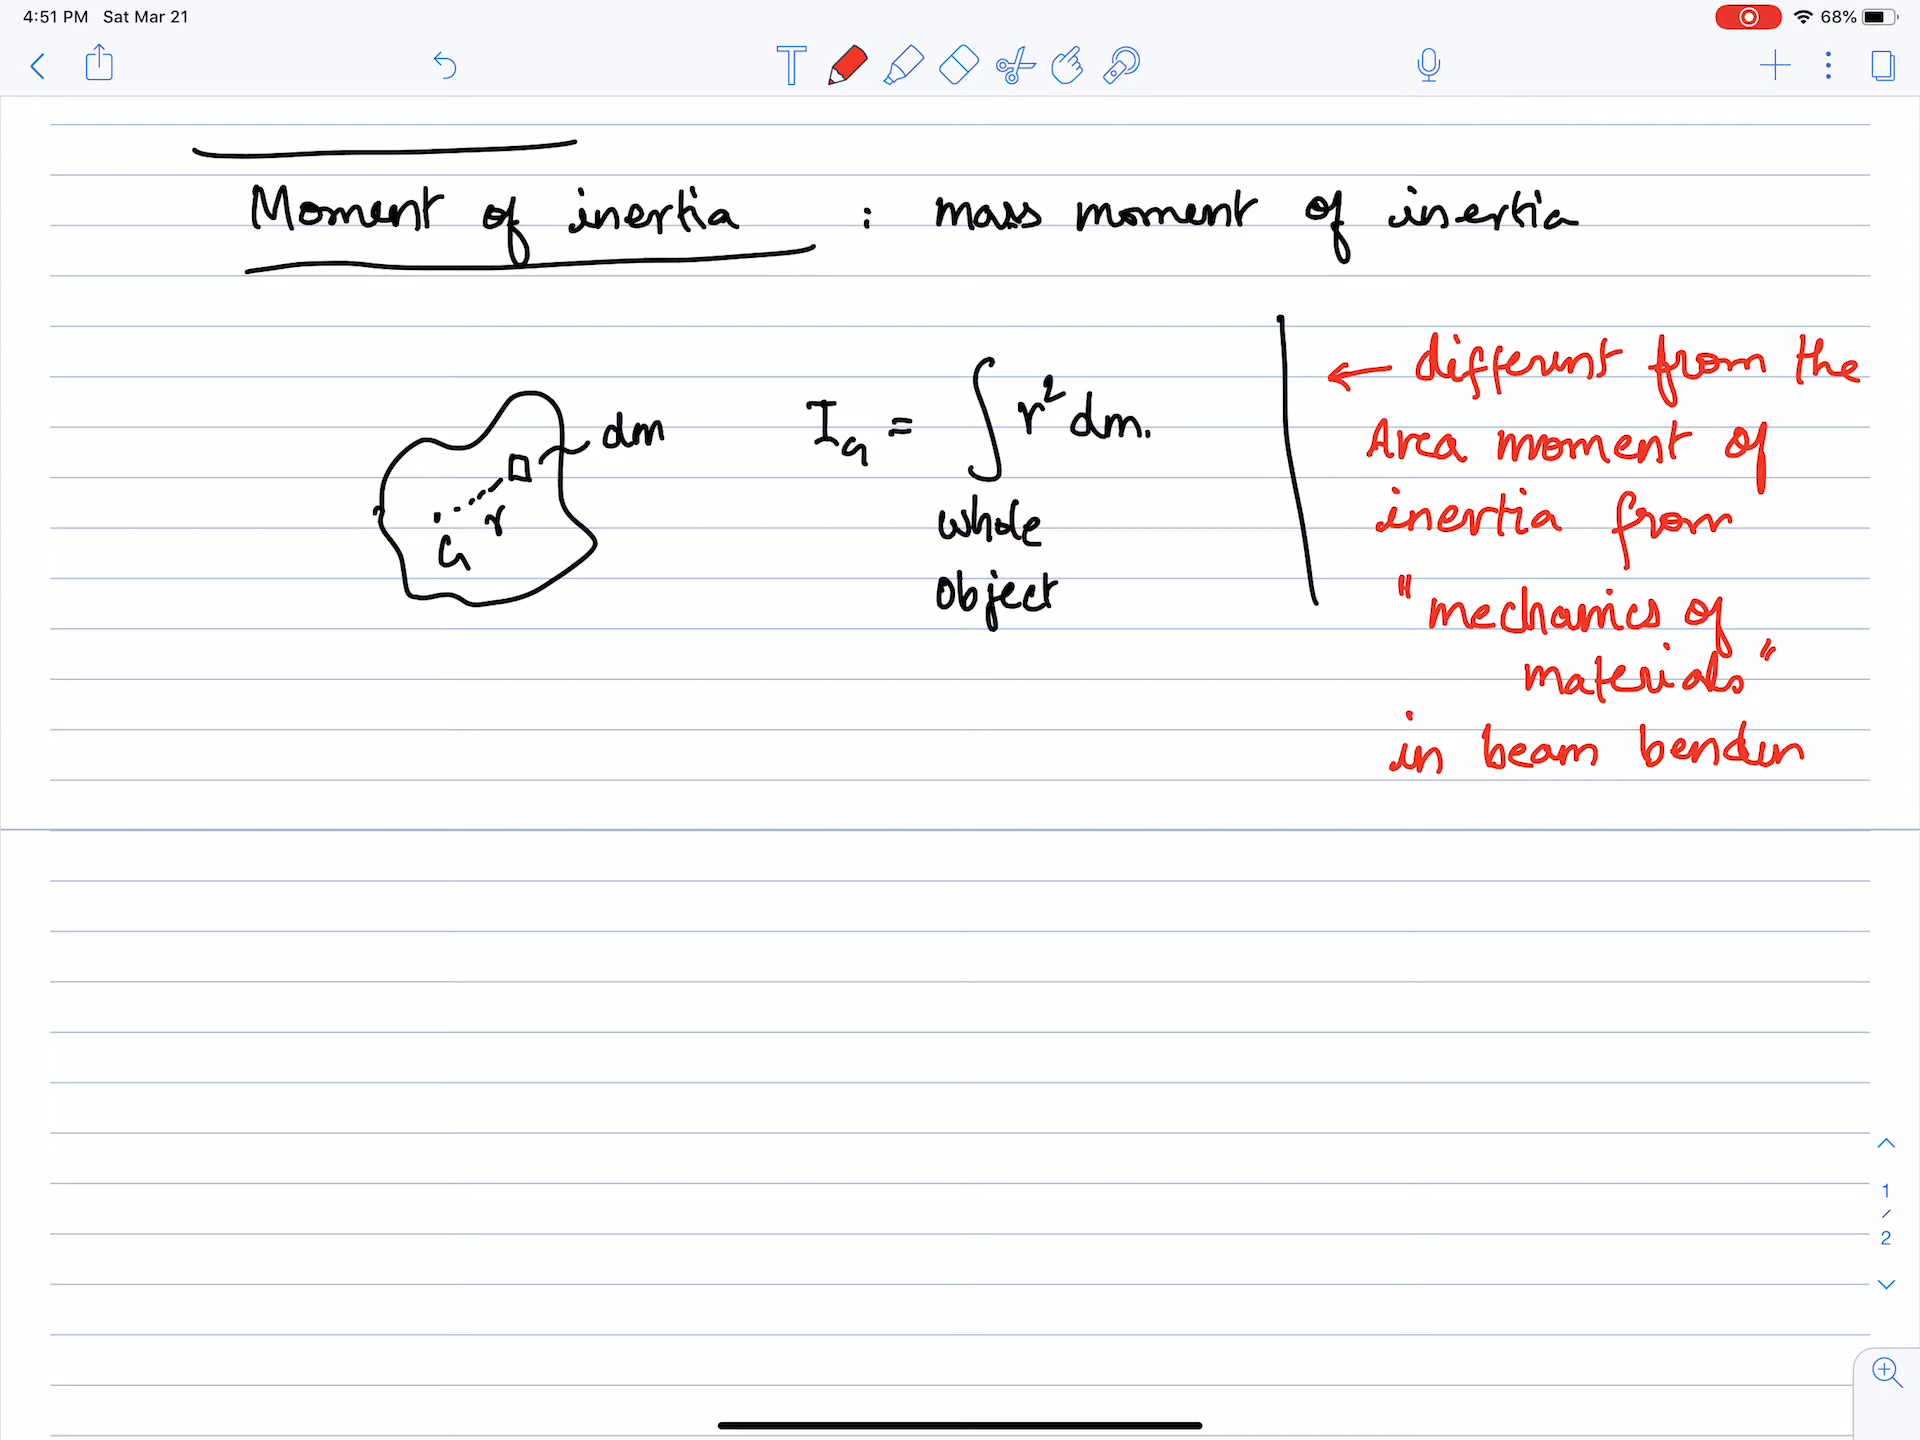 4:51 PM Sat Mar 21
68%
T
Moment of inertia : mass moment of inertia
dm
r
G
I_G = ∫ r² dm.
whole
object
← different from the
Area moment of
inertia from
"mechanics of
materials"
in beam bendin
1
/
2